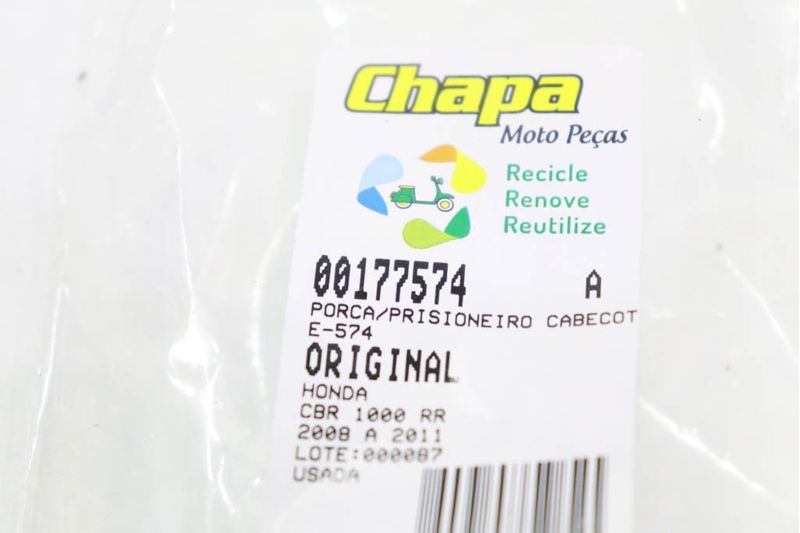 Chapa
Moto Peças
Recicle
Renove
Reutilize
00177574 A
PORCA/PRISIONEIRO CABECOT
E-574
ORIGINAL
HONDA
CBR 1000 RR
2008 A 2011
LOTE:000087
USADA